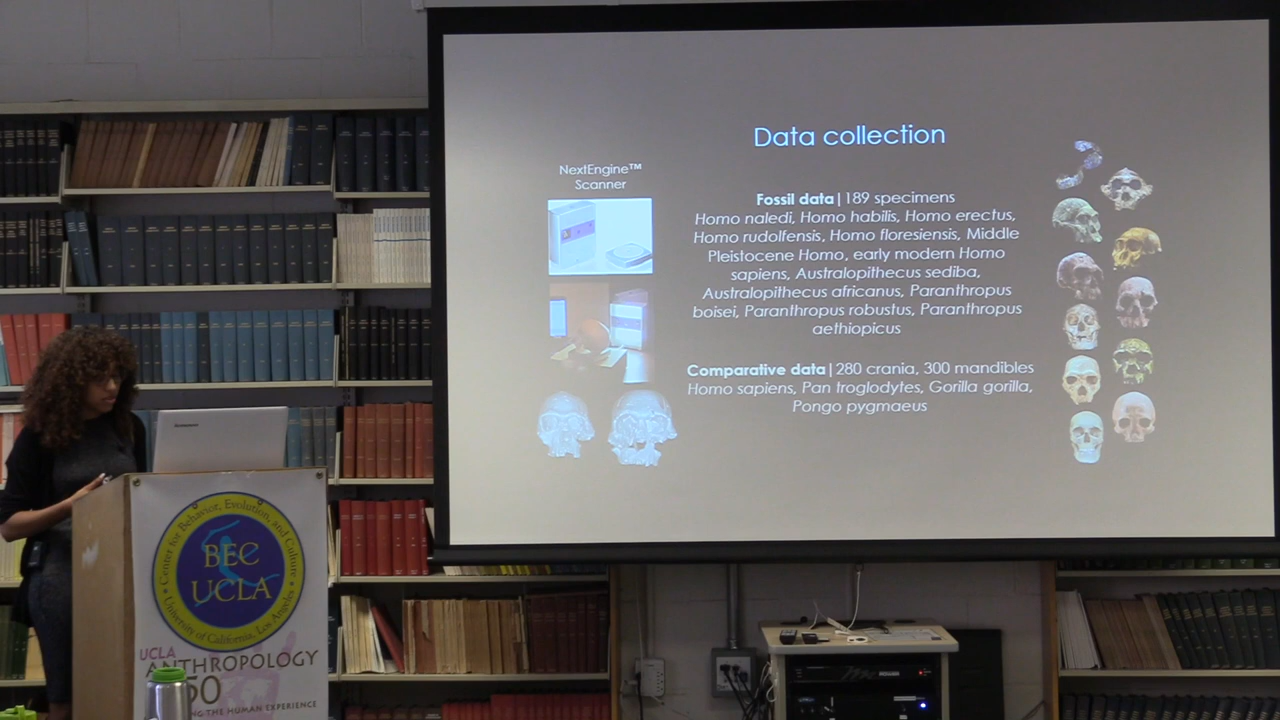 Data collection
NextEngine™
Scanner
Fossil data|189 specimens
Homo naledi, Homo habilis, Homo erectus,
Homo rudolfensis, Homo floresiensis, Middle
Pleistocene Homo, early modern Homo
sapiens, Australopithecus sediba,
Australopithecus africanus, Paranthropus
boisei, Paranthropus robustus, Paranthropus
aethiopicus
Comparative data|280 crania, 300 mandibles
Homo sapiens, Pan troglodytes, Gorilla gorilla,
Pongo pygmaeus
Center for Behavior, Evolution, and Culture
BEC
UCLA
University of California, Los Angeles
UCLA
ANTHROPOLOGY
50
NG THE HUMAN EXPERIENCE